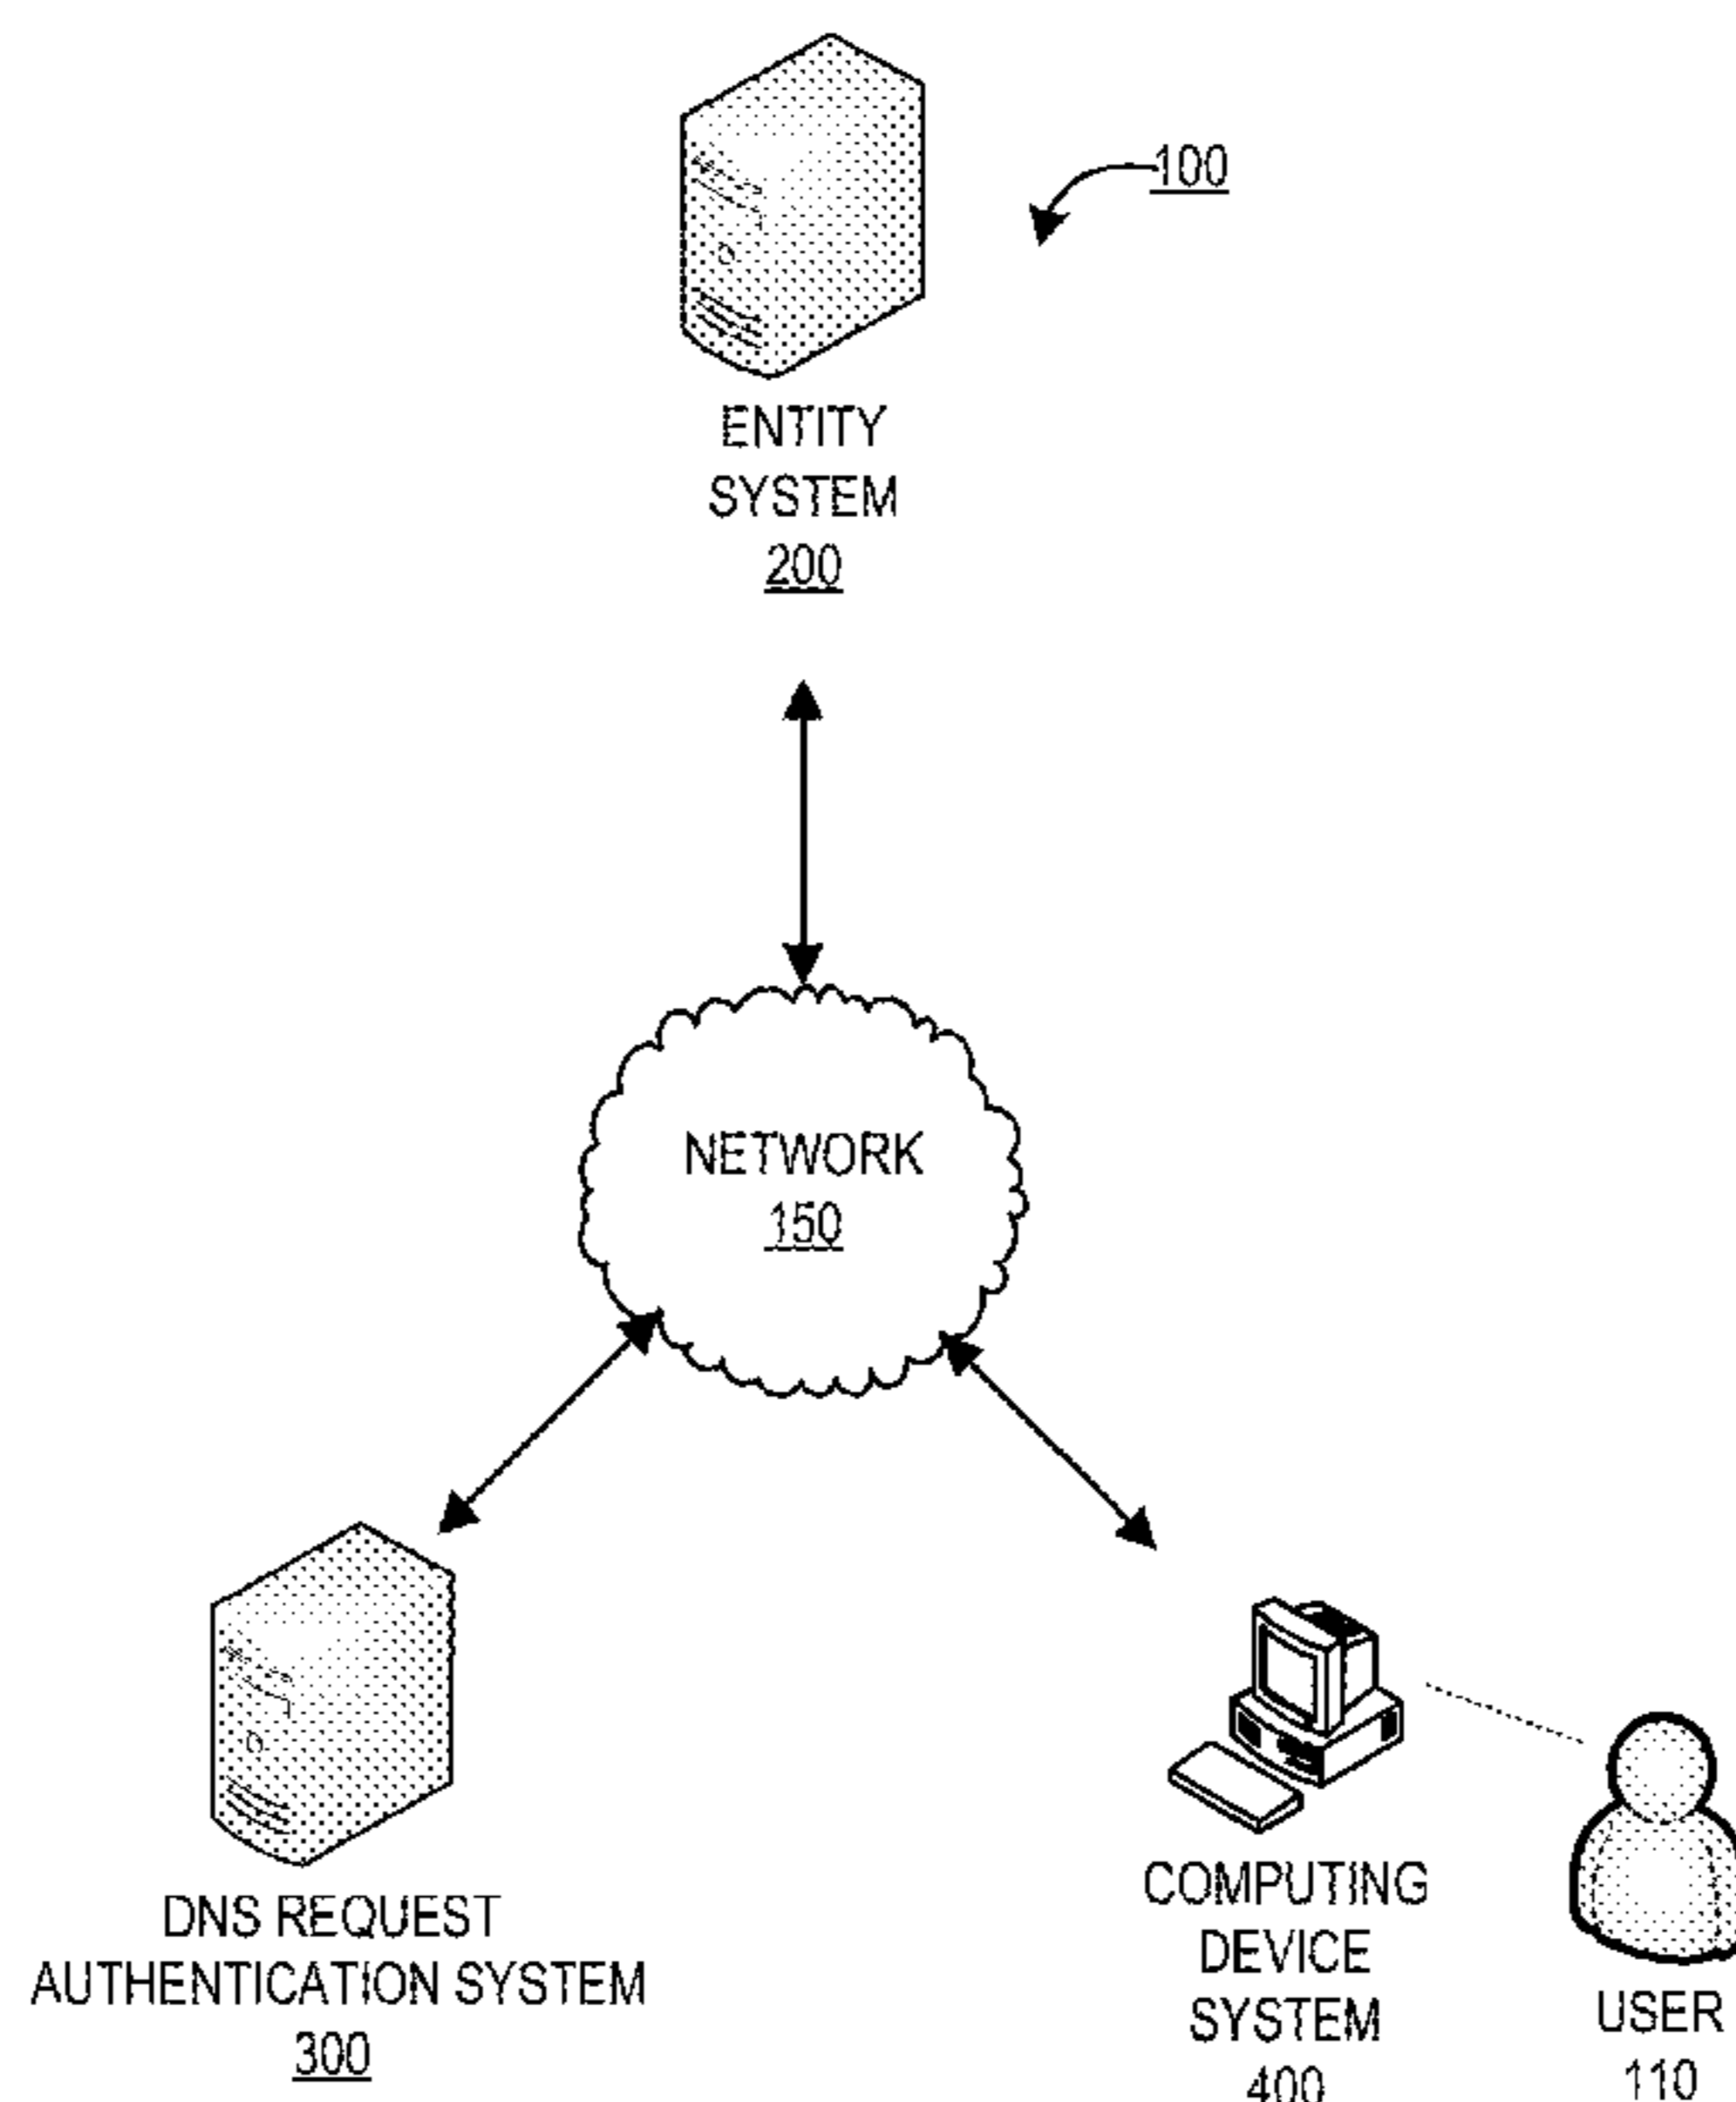 100
ENTITY
SYSTEM
200
NETWORK
150
DNS REQUEST
AUTHENTICATION SYSTEM
300
COMPUTING
DEVICE
SYSTEM
400
USER
110